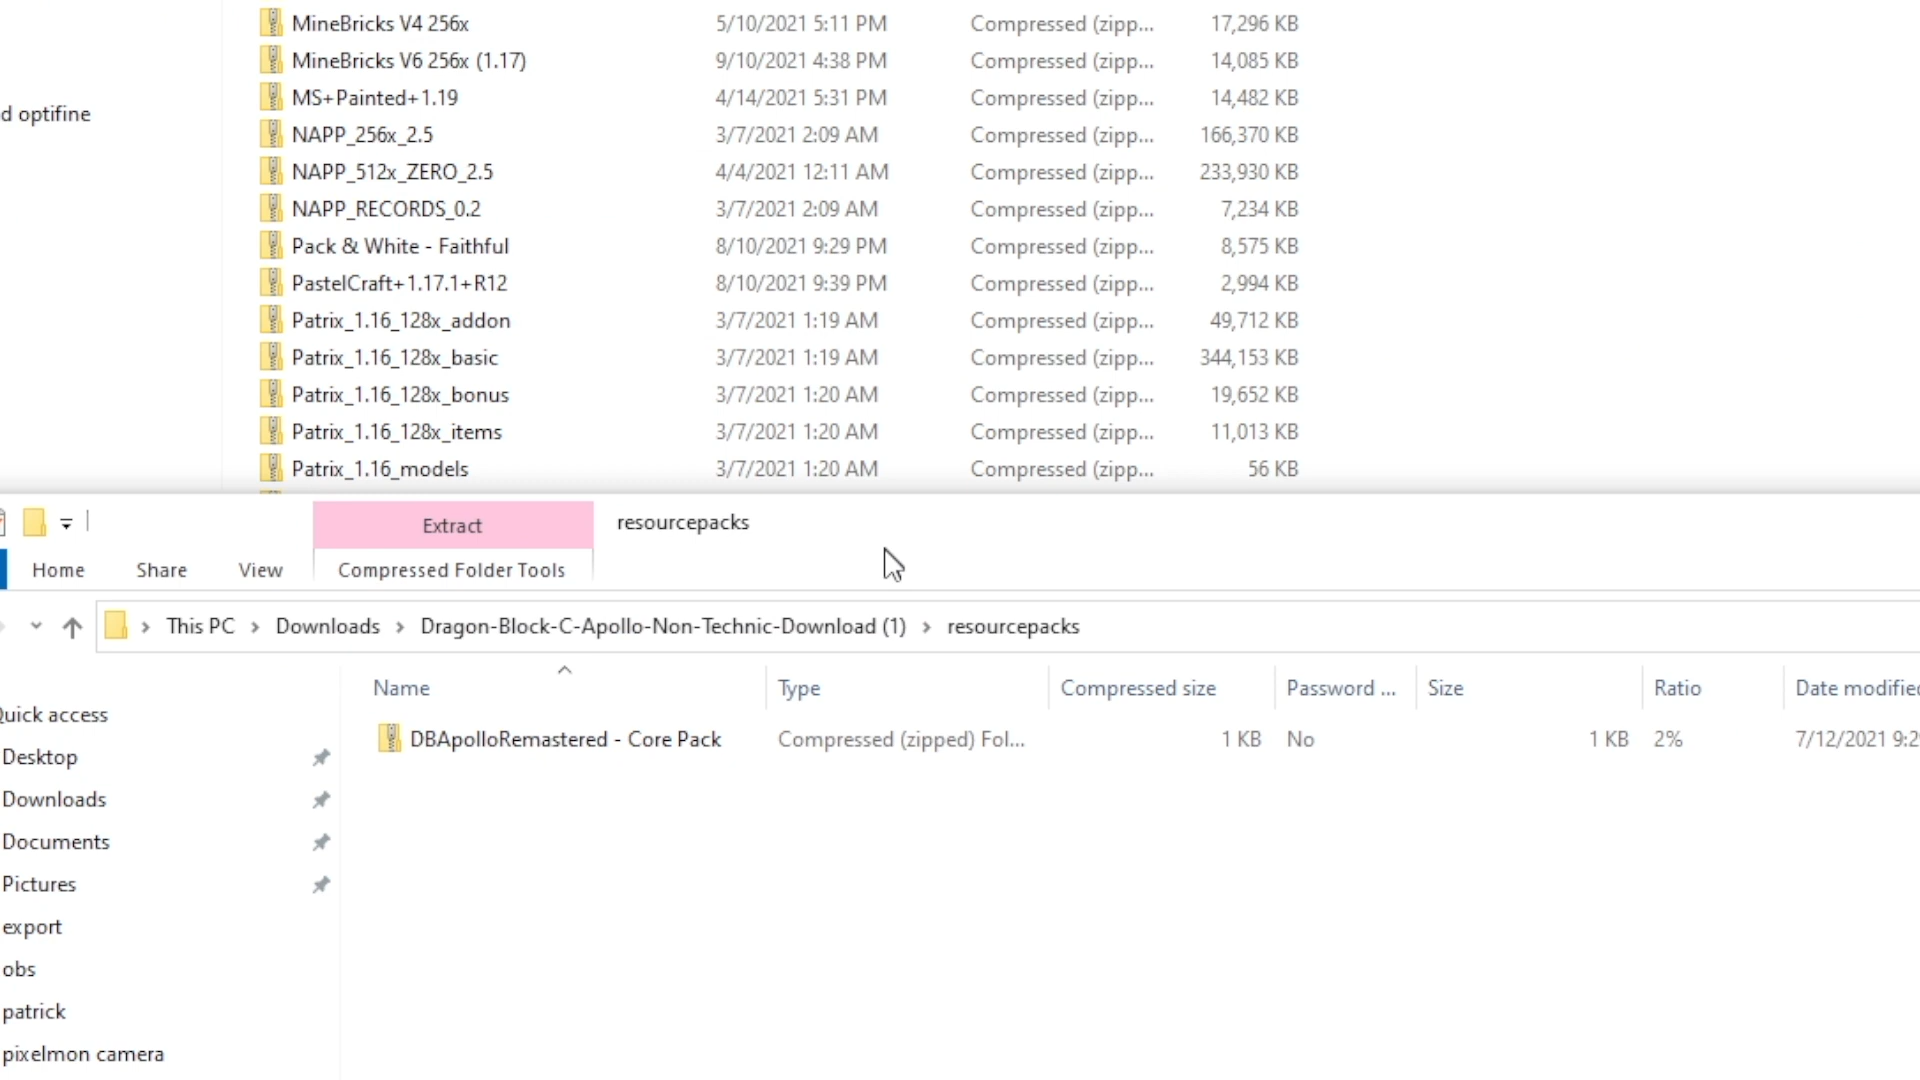 MineBricks V4 256x 5/10/2021 5:11 PM Compressed (zipp... 17,296 KB
MineBricks V6 256x (1.17) 9/10/2021 4:38 PM Compressed (zipp... 14,085 KB
MS+Painted+1.19 4/14/2021 5:31 PM Compressed (zipp... 14,482 KB
d optifine
NAPP_256x_2.5 3/7/2021 2:09 AM Compressed (zipp... 166,370 KB
NAPP_512x_ZERO_2.5 4/4/2021 12:11 AM Compressed (zipp... 233,930 KB
NAPP_RECORDS_0.2 3/7/2021 2:09 AM Compressed (zipp... 7,234 KB
Pack & White - Faithful 8/10/2021 9:29 PM Compressed (zipp... 8,575 KB
PastelCraft+1.17.1+R12 8/10/2021 9:39 PM Compressed (zipp... 2,994 KB
Patrix_1.16_128x_addon 3/7/2021 1:19 AM Compressed (zipp... 49,712 KB
Patrix_1.16_128x_basic 3/7/2021 1:19 AM Compressed (zipp... 344,153 KB
Patrix_1.16_128x_bonus 3/7/2021 1:20 AM Compressed (zipp... 19,652 KB
Patrix_1.16_128x_items 3/7/2021 1:20 AM Compressed (zipp... 11,013 KB
Patrix_1.16_models 3/7/2021 1:20 AM Compressed (zipp... 56 KB
Extract resourcepacks
Home Share View Compressed Folder Tools
This PC Downloads Dragon-Block-C-Apollo-Non-Technic-Download (1) resourcepacks
Name Type Compressed size Password ... Size Ratio Date modified
DBApolloRemastered - Core Pack Compressed (zipped) Fol... 1 KB No 1 KB 2% 7/12/2021 9:2
Quick access
Desktop
Downloads
Documents
Pictures
export
obs
patrick
pixelmon camera